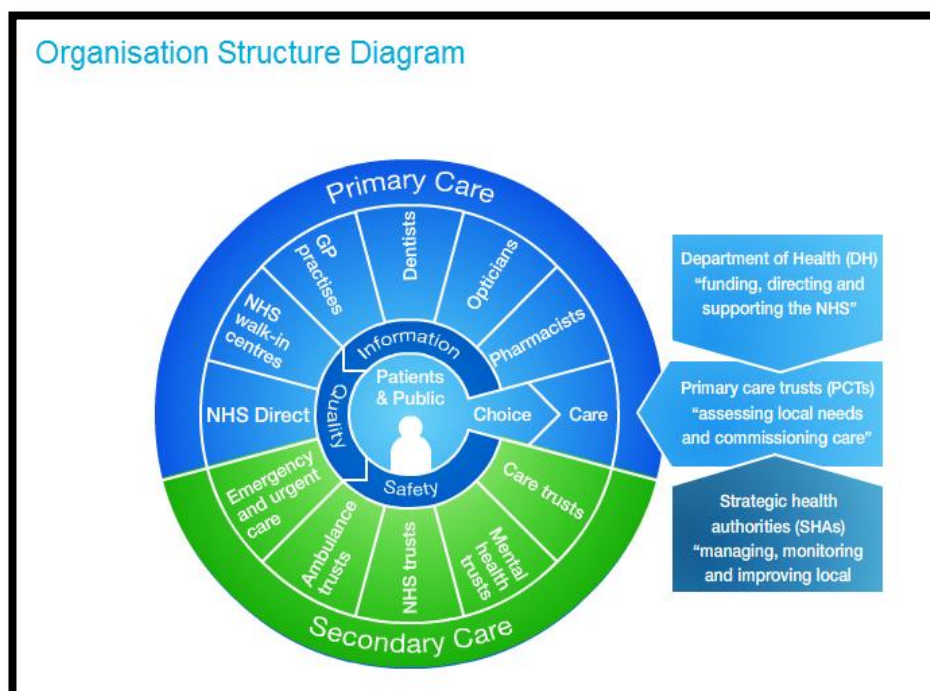 Organisation Structure Diagram
Primary Care
GP
practises
Dentists
Opticians
NHS
walk-in
centres
Pharmacists
Information
Patients
& Public
Quality
NHS Direct
Choice
Care
Safety
Emergency
and urgent
care
Care trusts
Ambulance
trusts
NHS trusts
Mental
health
trusts
Secondary Care
Department of Health (DH)
“funding, directing and
supporting the NHS”
Primary care trusts (PCTs)
“assessing local needs
and commissioning care”
Strategic health
authorities (SHAs)
“managing, monitoring
and improving local